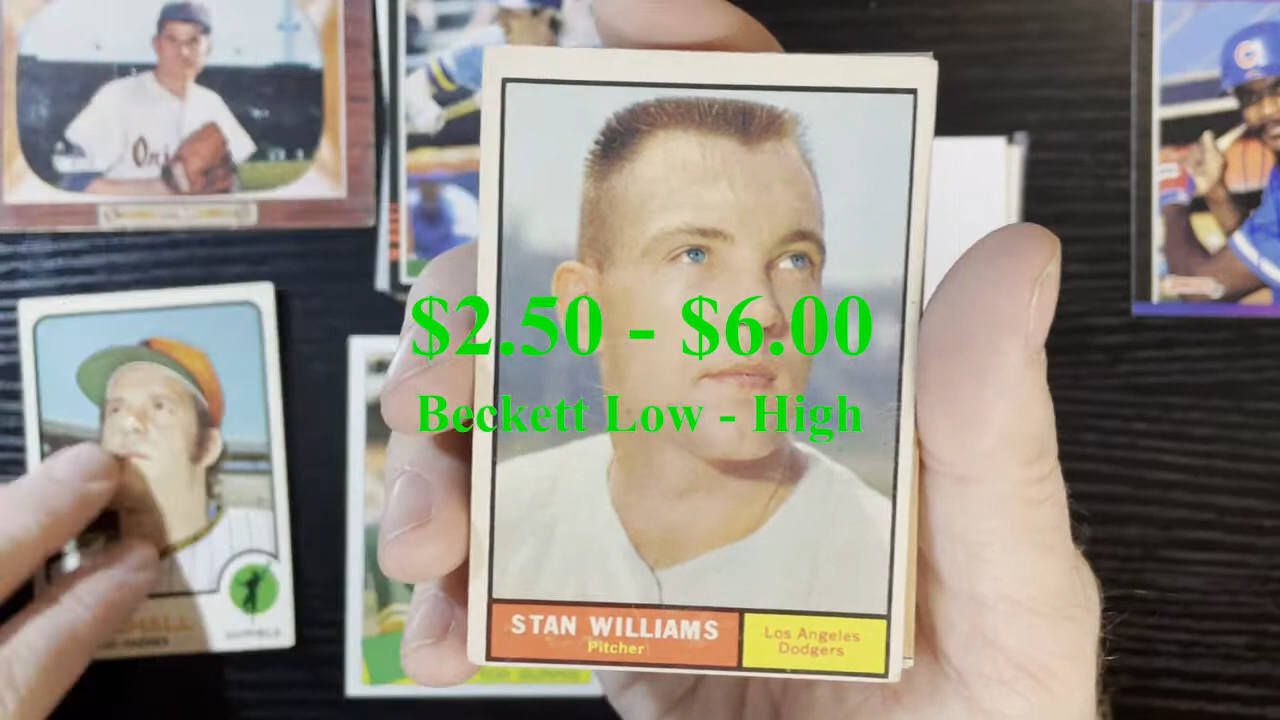 $2.50 - $6.00
Beckett Low - High
STAN WILLIAMS
Pitcher
Los Angeles
Dodgers